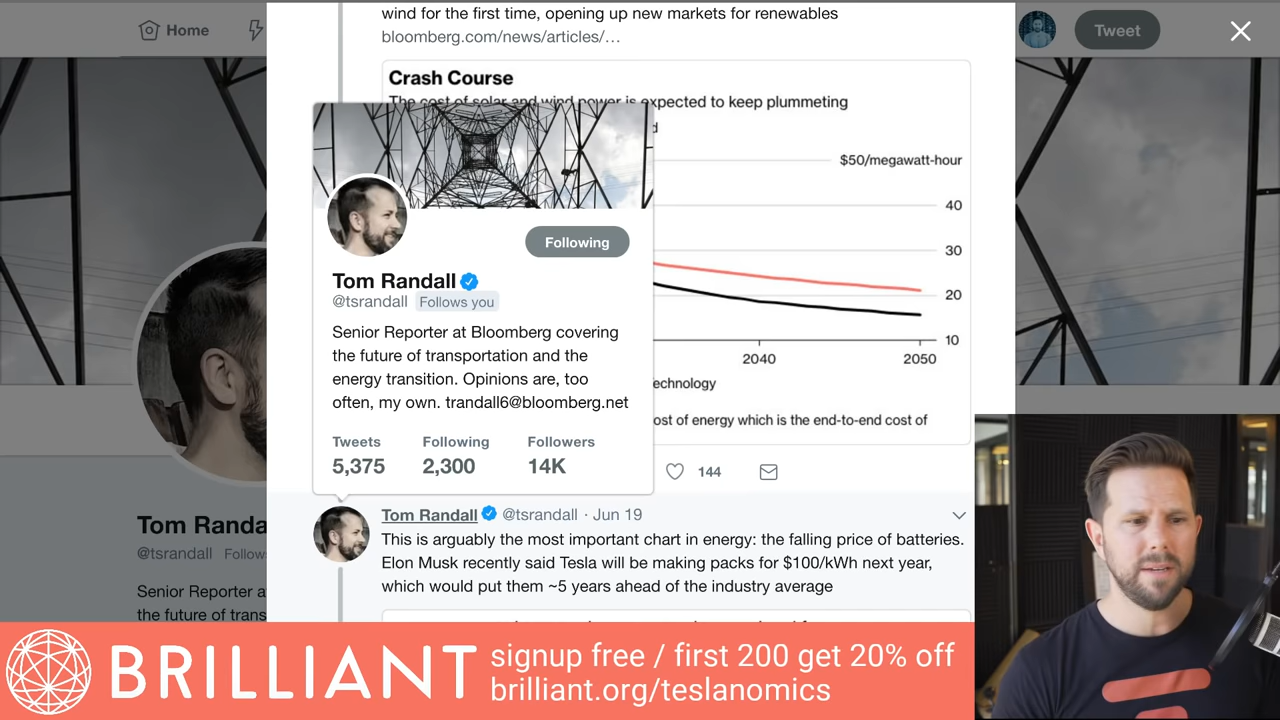 wind for the first time, opening up new markets for renewables
bloomberg.com/news/articles/…
Home
Tweet
Crash Course
The cost of solar and wind power is expected to keep plummeting
d
$50/megawatt-hour
40
30
20
10
2040
2050
echnology
ost of energy which is the end-to-end cost of
144
Following
Tom Randall
@tsrandall Follows you
Senior Reporter at Bloomberg covering
the future of transportation and the
energy transition. Opinions are, too
often, my own. trandall6@bloomberg.net
Tweets Following Followers
5,375 2,300 14K
Tom Randall @tsrandall · Jun 19
This is arguably the most important chart in energy: the falling price of batteries.
Elon Musk recently said Tesla will be making packs for $100/kWh next year,
which would put them ~5 years ahead of the industry average
Tom Randa
@tsrandall Follows
Senior Reporter a
the future of trans
BRILLIANT
signup free / first 200 get 20% off
brilliant.org/teslanomics